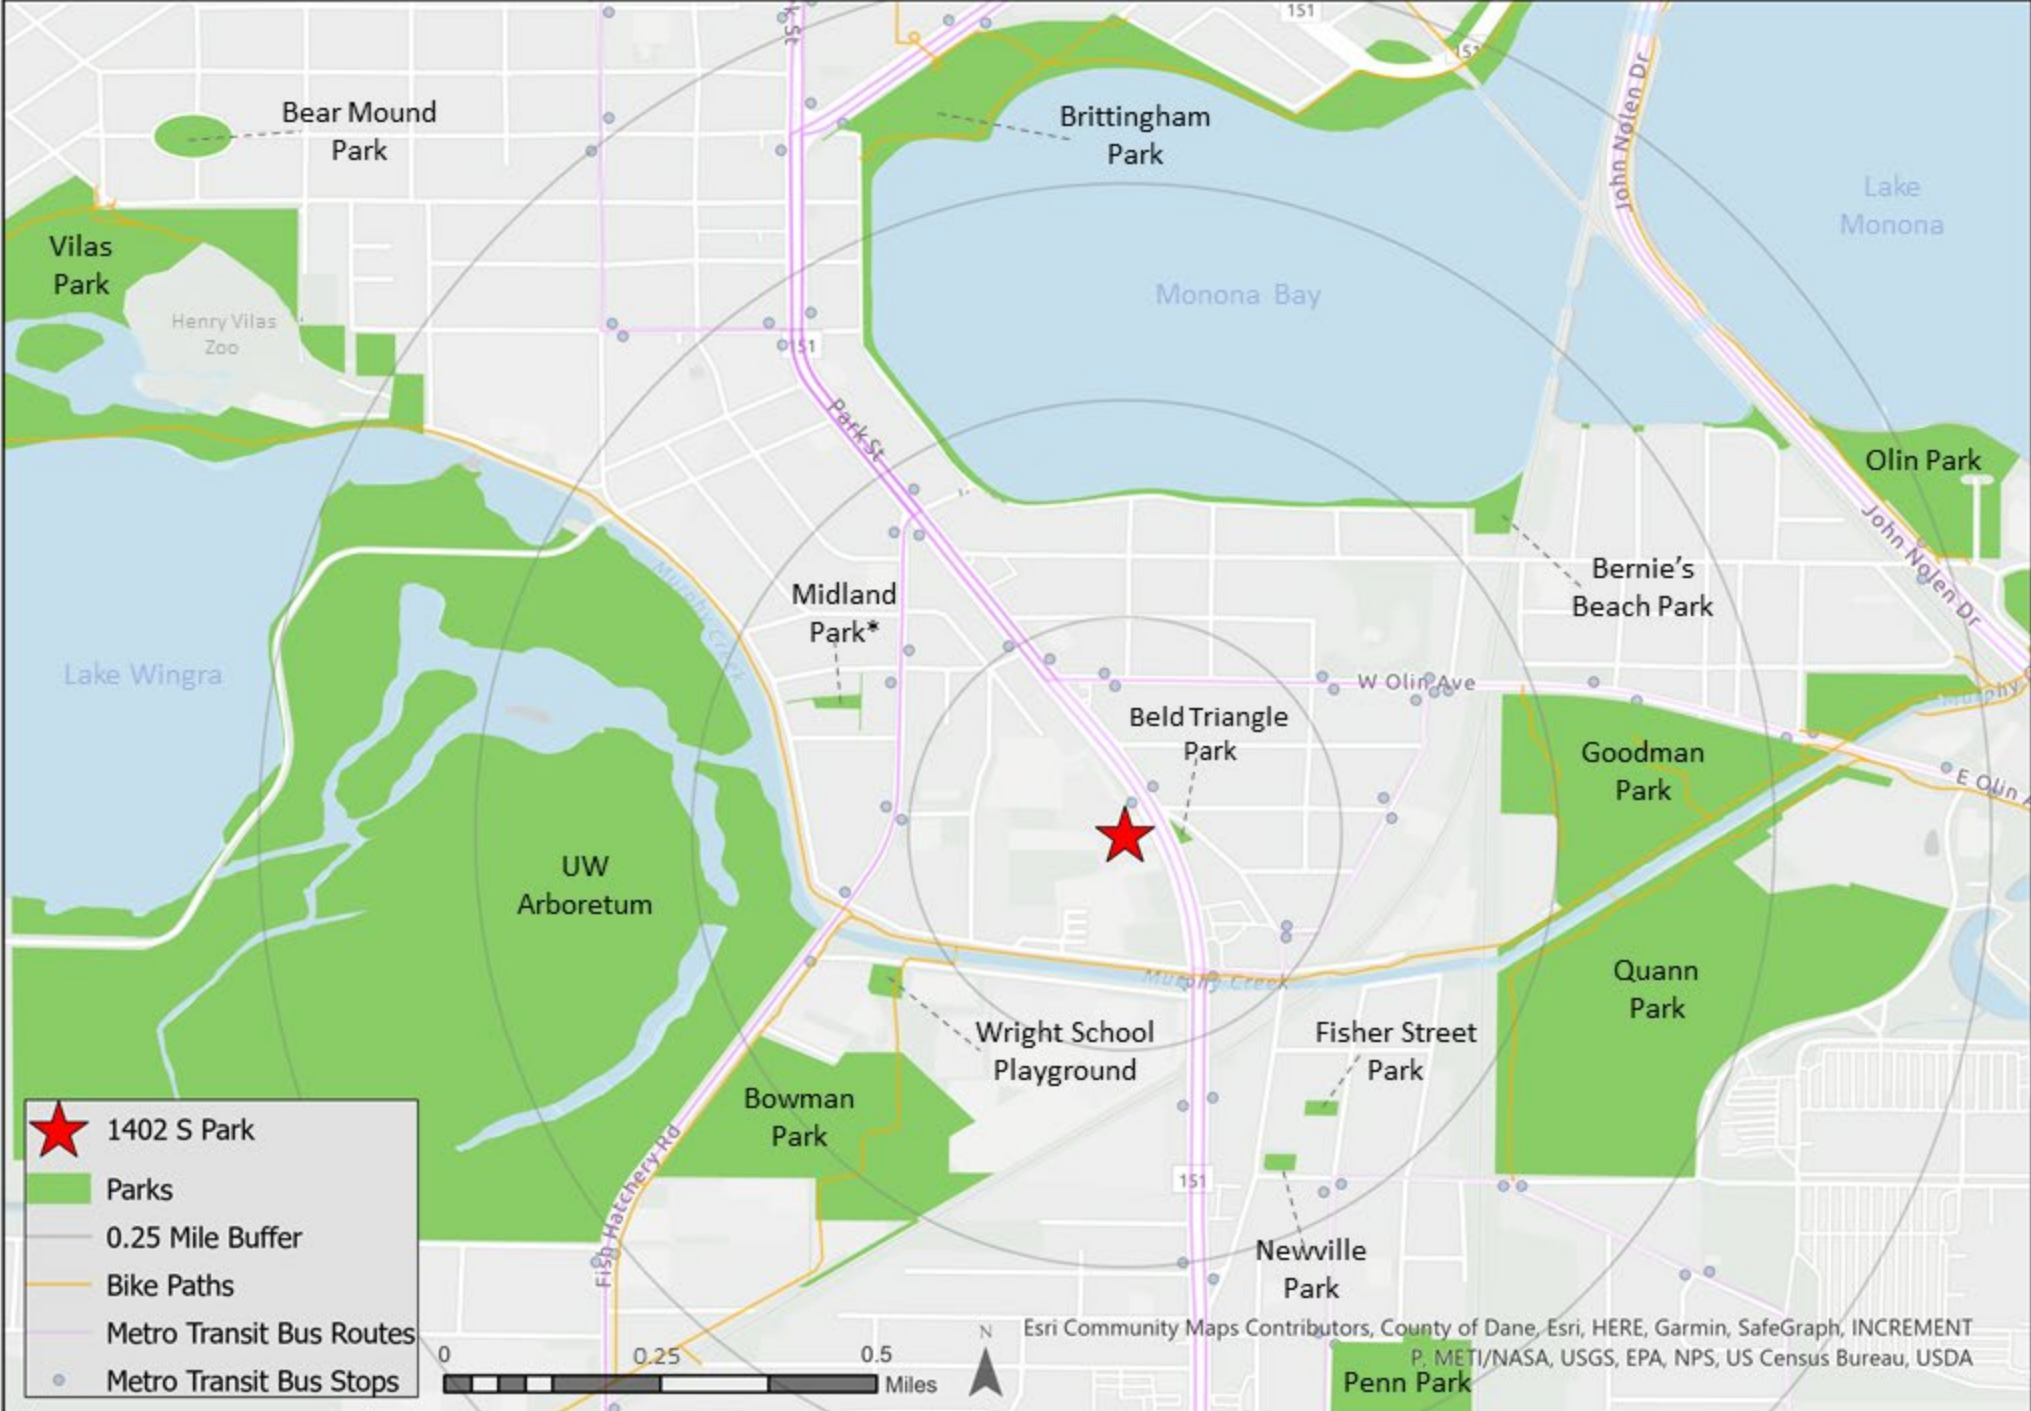 k St
151
151
Bear Mound
Park
Brittingham
Park
John Nolen Dr
Lake
Monona
Vilas
Park
Henry Vilas
Zoo
Monona Bay
151
Park St
Olin Park
John Nolen Dr
Murphy Creek
Midland
Park*
Bernie's
Beach Park
Lake Wingra
W Olin Ave
Murphy
Beld Triangle
Park
Goodman
Park
E Olin A
UW
Arboretum
Murphy Creek
Quann
Park
Wright School
Playground
Fisher Street
Park
Bowman
Park
Fish Hatchery Rd
151
Newville
Park
1402 S Park
Parks
0.25 Mile Buffer
Bike Paths
Metro Transit Bus Routes
Metro Transit Bus Stops
0 0.25 0.5
Miles
N
Esri Community Maps Contributors, County of Dane, Esri, HERE, Garmin, SafeGraph, INCREMENT
P, METI/NASA, USGS, EPA, NPS, US Census Bureau, USDA
Penn Park